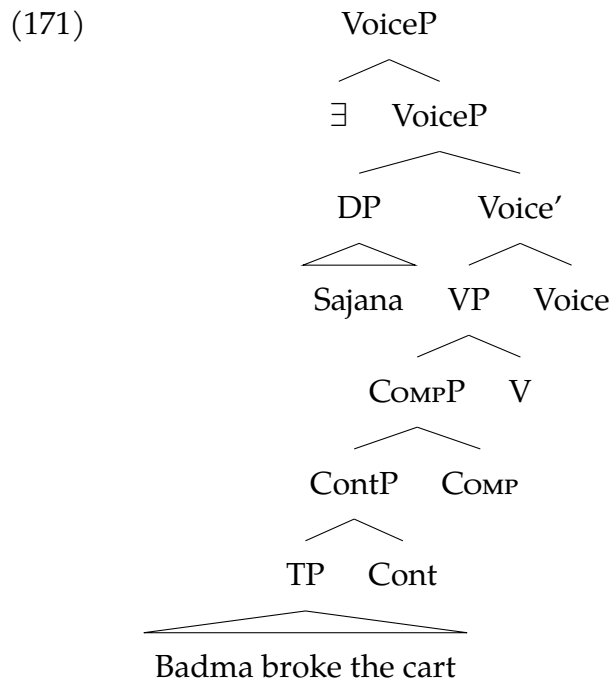 (171) VoiceP
∃ VoiceP
DP Voice’
Sajana VP Voice
CompP V
ContP Comp
TP Cont
Badma broke the cart